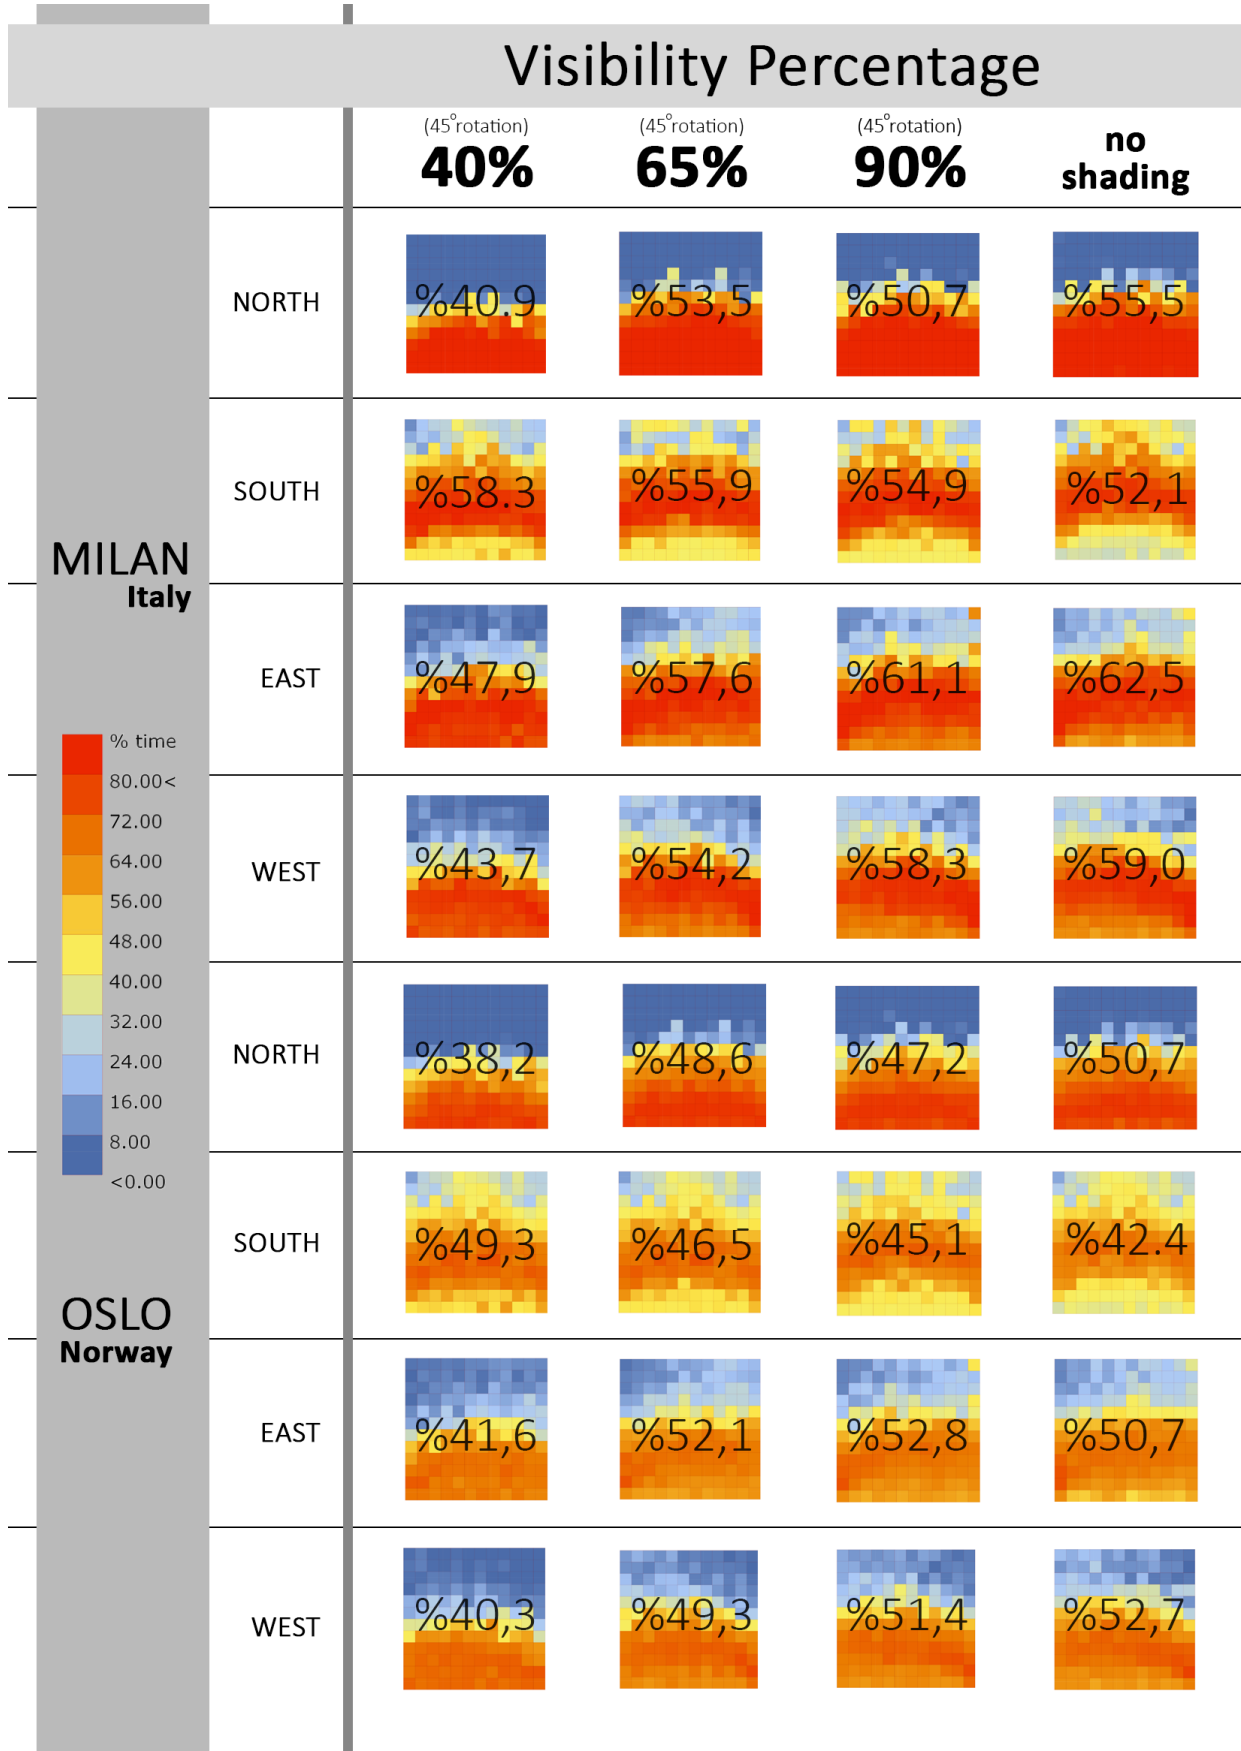 Visibility Percentage
(45°rotation) (45°rotation) (45°rotation)
40% 65% 90% no shading
NORTH %40.9 %53,5 %50,7 %55,5
SOUTH %58.3 %55,9 %54,9 %52,1
MILAN
Italy
EAST %47,9 %57,6 %61,1 %62,5
% time
80.00<
72.00
64.00
56.00
48.00
40.00
32.00
24.00
16.00
8.00
<0.00
WEST %43,7 %54,2 %58,3 %59,0
NORTH %38,2 %48,6 %47,2 %50,7
SOUTH %49,3 %46,5 %45,1 %42.4
OSLO
Norway
EAST %41,6 %52,1 %52,8 %50,7
WEST %40,3 %49,3 %51,4 %52,7